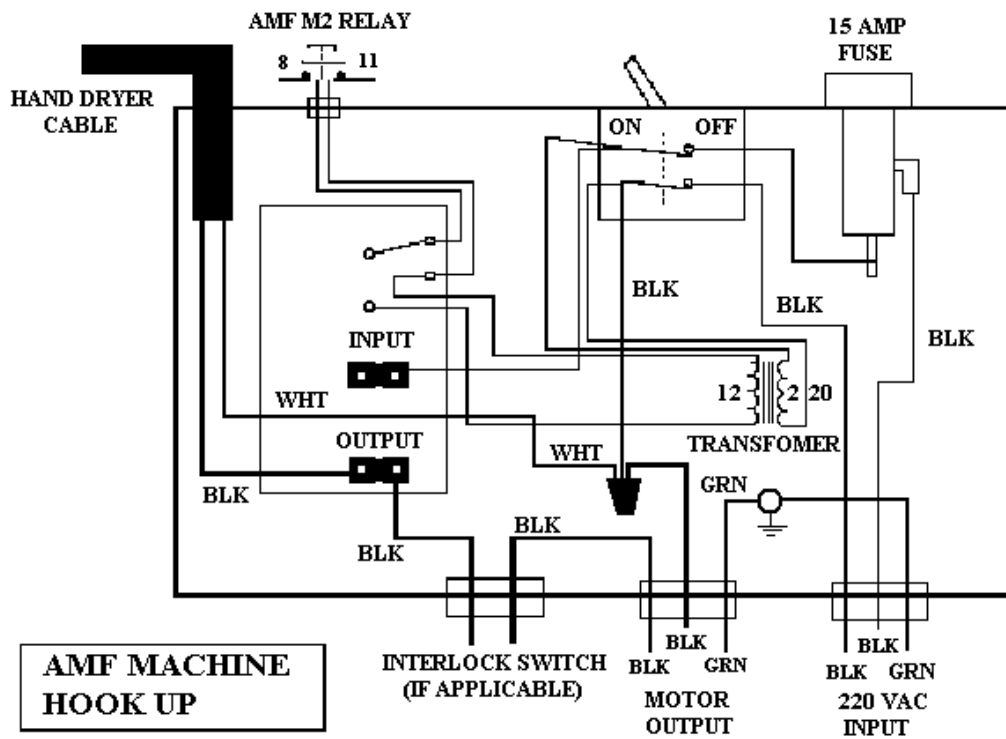 AMF M2 RELAY
8 11
15 AMP
FUSE
HAND DRYER
CABLE
ON OFF
BLK
BLK
BLK
INPUT
WHT
12 2 20
TRANSFOMER
OUTPUT
WHT
BLK
GRN
BLK
BLK
INTERLOCK SWITCH
(IF APPLICABLE)
BLK
BLK
GRN
MOTOR
OUTPUT
BLK
BLK
GRN
220 VAC
INPUT
AMF MACHINE
HOOK UP